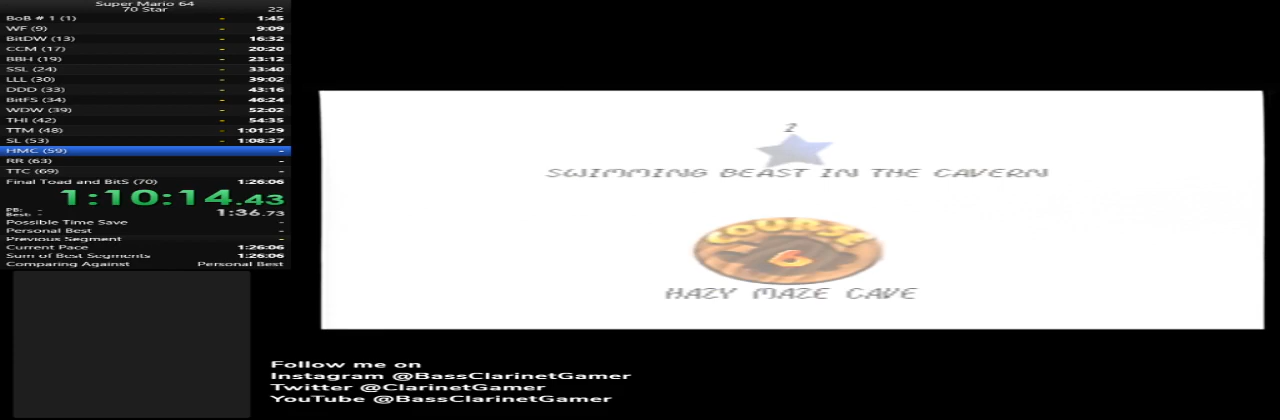 Super Mario 64
70 Star 22
BoB # 1 (1) - 1:45
WF (9) - 9:09
BitDW (13) - 16:32
CCM (17) - 20:20
BBH (19) - 23:12
SSL (24) - 33:40
LLL (30) - 39:02
DDD (33) - 43:16
BitFS (34) - 46:24
WDW (39) - 52:02
THI (42) - 54:35
TTM (48) - 1:01:29
SL (53) - 1:08:37
HMC (59) -
RR (63) -
TTC (69) -
Final Toad and BitS (70) 1:26:06
1:10:14.43
PB: -
Best: - 1:36.73
Possible Time Save -
Personal Best -
Previous Segment -
Current Pace 1:26:06
Sum of Best Segments 1:26:06
Comparing Against Personal Best
2
SWIMMING BEAST IN THE CAVERN
COURSE
6
HAZY MAZE CAVE
Follow me on
Instagram @BassClarinetGamer
Twitter @ClarinetGamer
YouTube @BassClarinetGamer